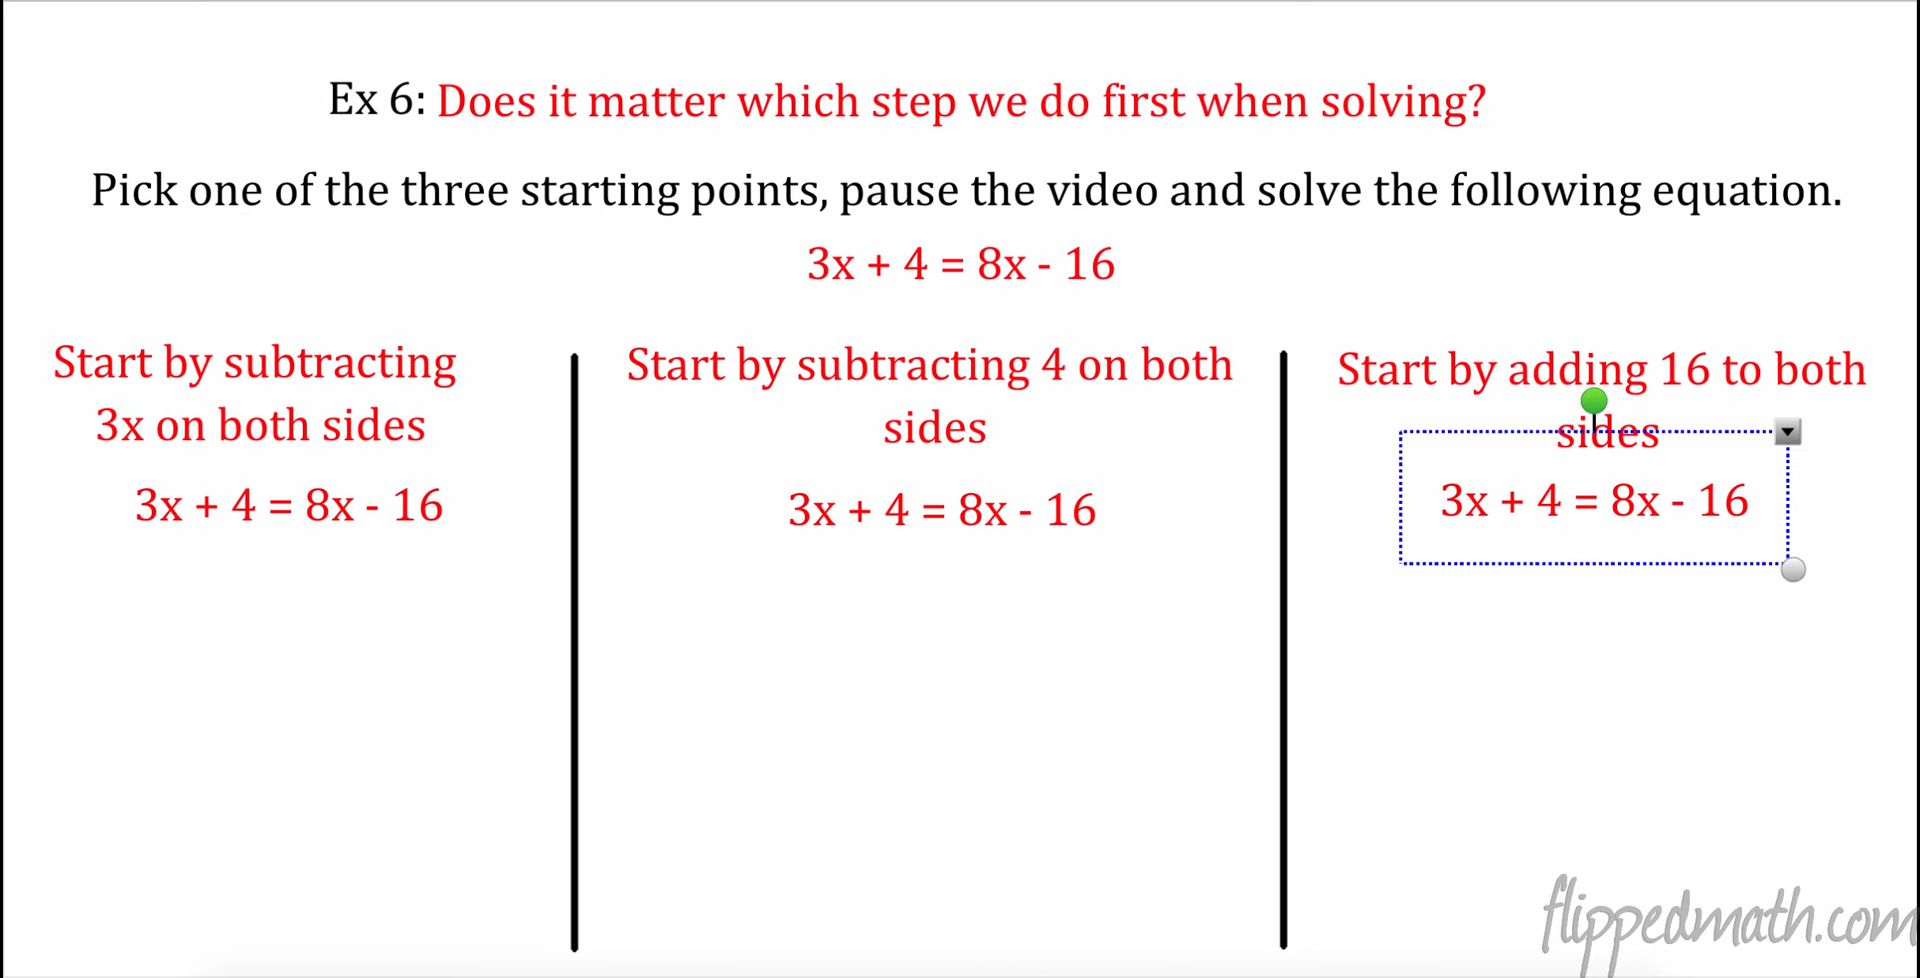 Ex 6: Does it matter which step we do first when solving?
Pick one of the three starting points, pause the video and solve the following equation.
3x + 4 = 8x - 16
Start by subtracting
3x on both sides
3x + 4 = 8x - 16
Start by subtracting 4 on both
sides
3x + 4 = 8x - 16
Start by adding 16 to both
sides
3x + 4 = 8x - 16
flippedmath.com